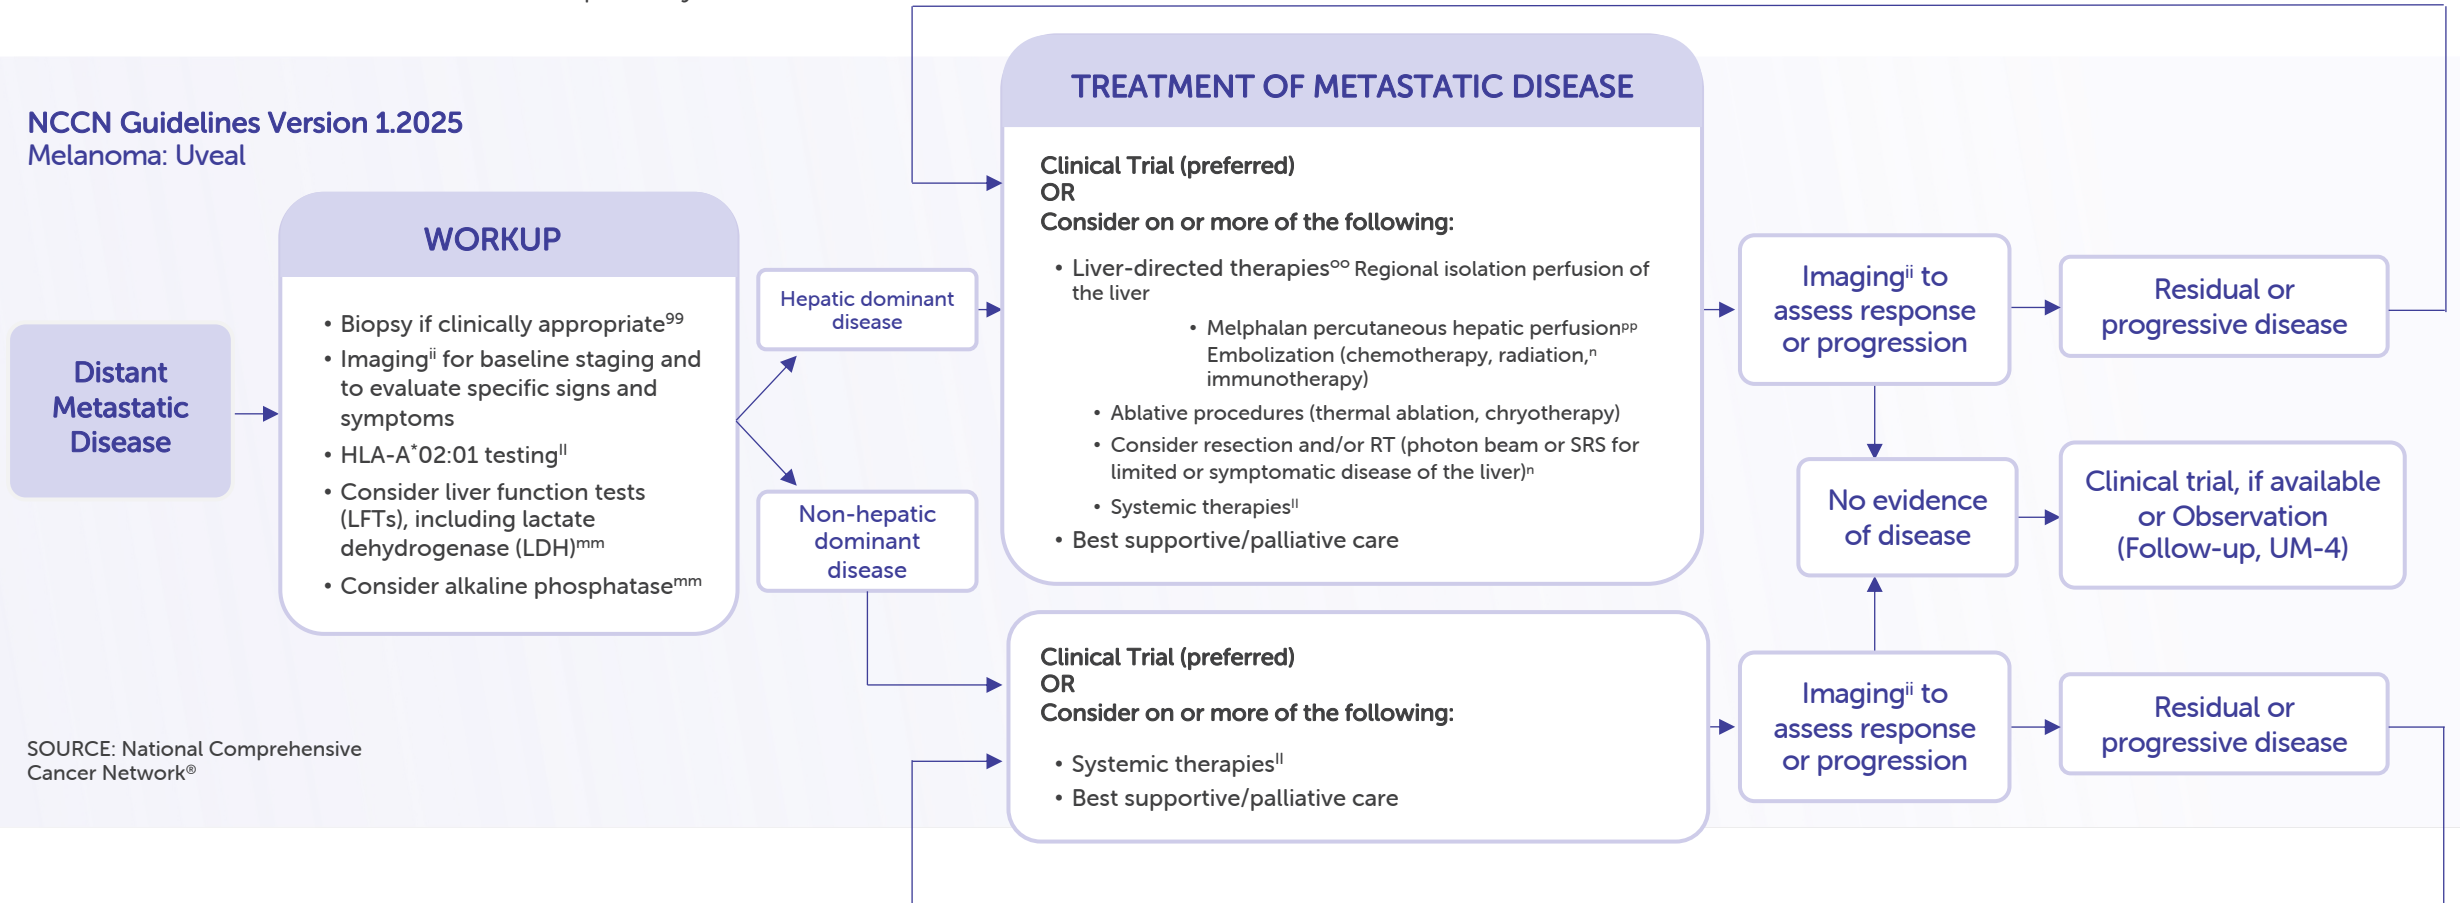 NCCN Guidelines Version 1.2025
Melanoma: Uveal
Distant
Metastatic
Disease
WORKUP
• Biopsy if clinically appropriate⁹⁹
• Imagingⁱⁱ for baseline staging and
to evaluate specific signs and
symptoms
• HLA-A*02:01 testingᴵᴵ
• Consider liver function tests
(LFTs), including lactate
dehydrogenase (LDH)ᵐᵐ
• Consider alkaline phosphataseᵐᵐ
Hepatic dominant
disease
Non-hepatic
dominant
disease
TREATMENT OF METASTATIC DISEASE
Clinical Trial (preferred)
OR
Consider on or more of the following:
• Liver-directed therapiesᵒᵒ Regional isolation perfusion of
the liver
• Melphalan percutaneous hepatic perfusionᵖᵖ
Embolization (chemotherapy, radiation,ⁿ
immunotherapy)
• Ablative procedures (thermal ablation, chryotherapy)
• Consider resection and/or RT (photon beam or SRS for
limited or symptomatic disease of the liver)ⁿ
• Systemic therapiesᴵᴵ
• Best supportive/palliative care
Clinical Trial (preferred)
OR
Consider on or more of the following:
• Systemic therapiesᴵᴵ
• Best supportive/palliative care
Imagingⁱⁱ to
assess response
or progression
Residual or
progressive disease
No evidence
of disease
Clinical trial, if available
or Observation
(Follow-up, UM-4)
Imagingⁱⁱ to
assess response
or progression
Residual or
progressive disease
SOURCE: National Comprehensive
Cancer Network®